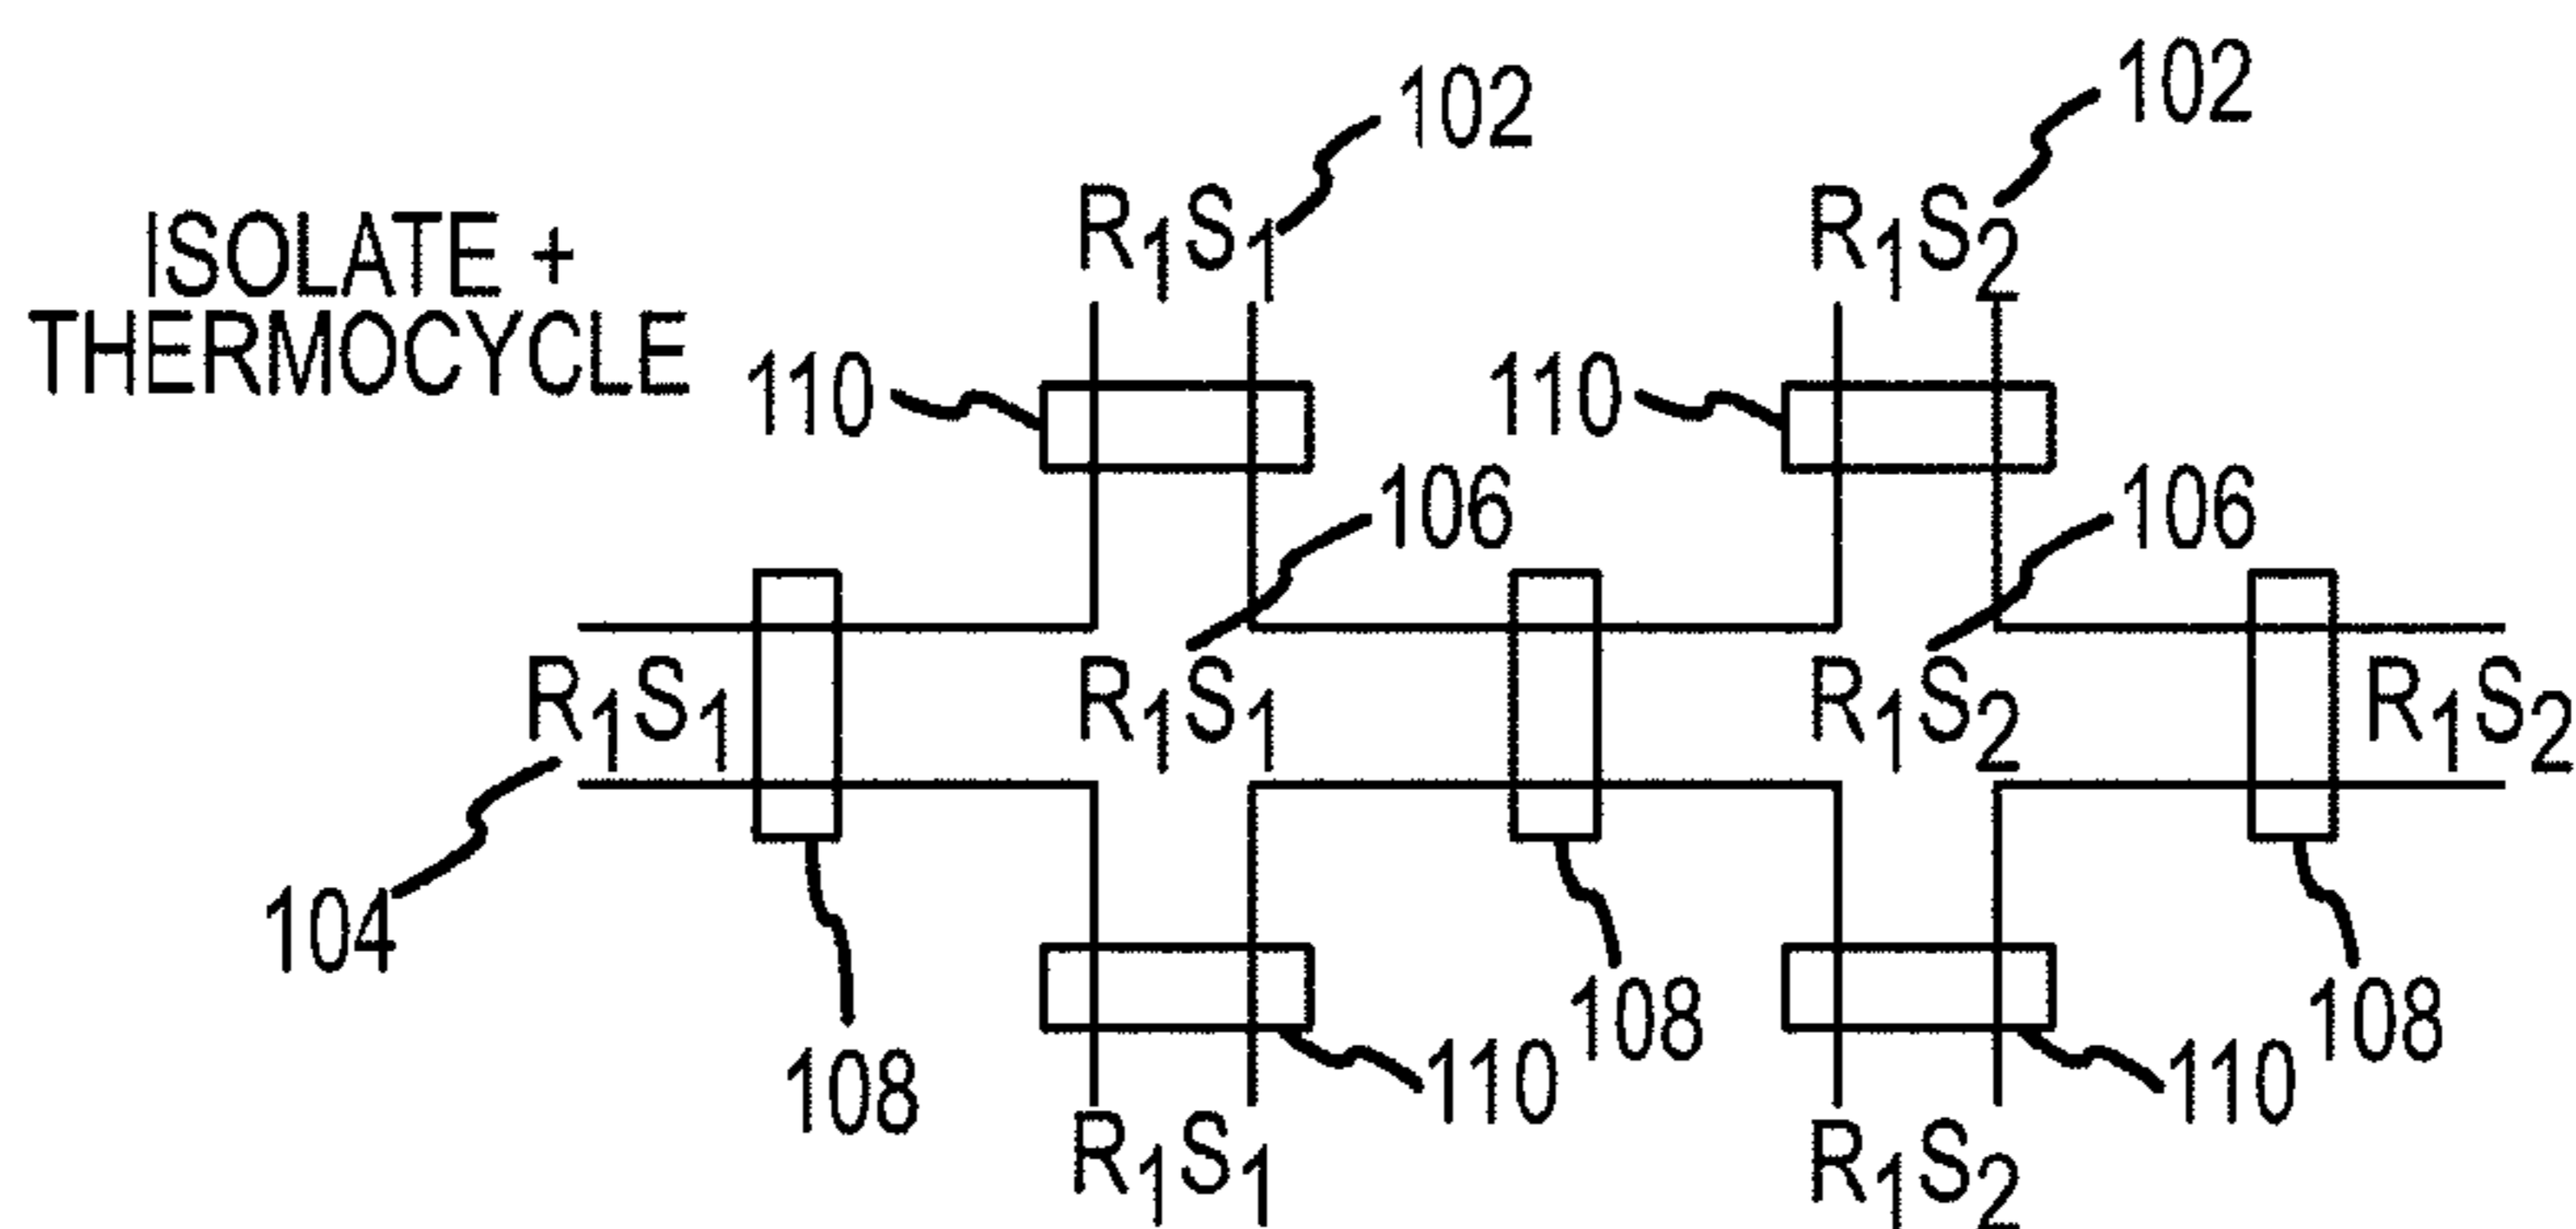 102
102
R₁S₁
R₁S₂
ISOLATE +
THERMOCYCLE
110
110
106
106
R₁S₁
R₁S₁
R₁S₂
R₁S₂
104
108
108
108
110
110
R₁S₁
R₁S₂